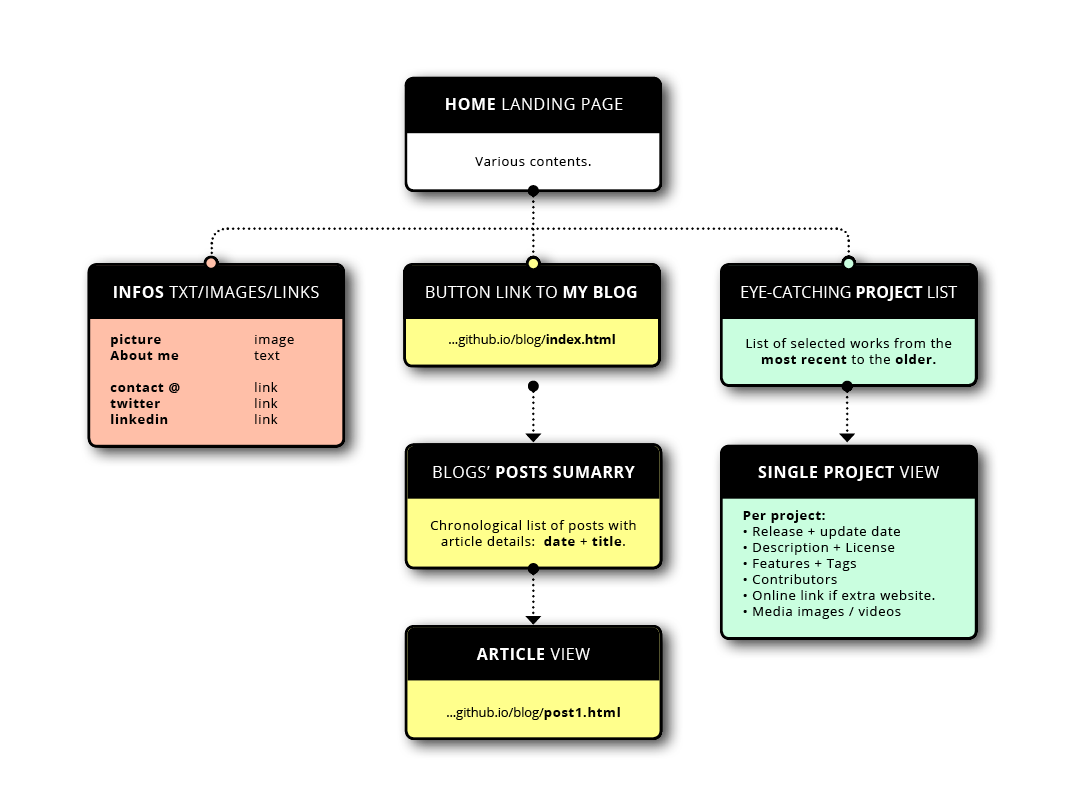 HOME LANDING PAGE
Various contents.
INFOS TXT/IMAGES/LINKS
picture image
About me text
contact @ link
twitter link
linkedin link
BUTTON LINK TO MY BLOG
...github.io/blog/index.html
EYE-CATCHING PROJECT LIST
List of selected works from the
most recent to the older.
BLOGS’ POSTS SUMARRY
Chronological list of posts with
article details: date + title.
SINGLE PROJECT VIEW
Per project:
• Release + update date
• Description + License
• Features + Tags
• Contributors
• Online link if extra website.
• Media images / videos
ARTICLE VIEW
...github.io/blog/post1.html